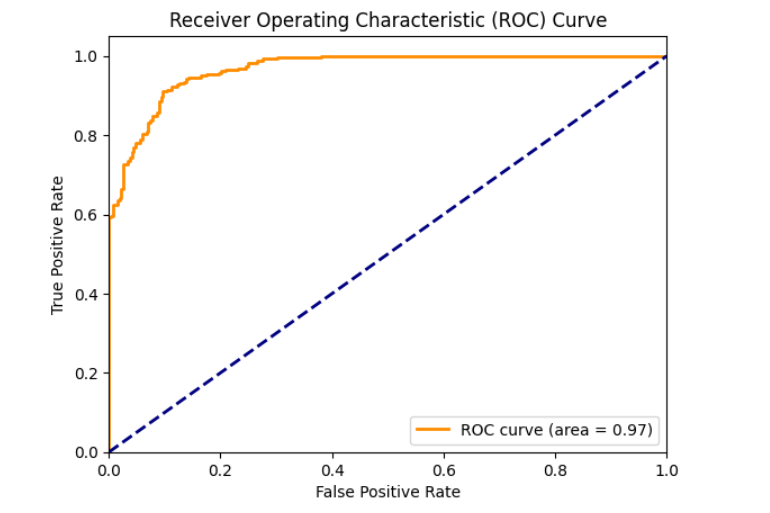 Receiver Operating Characteristic (ROC) Curve
1.0
0.8
0.6
0.4
0.2
0.0
True Positive Rate
ROC curve (area = 0.97)
0.0 0.2 0.4 0.6 0.8 1.0
False Positive Rate